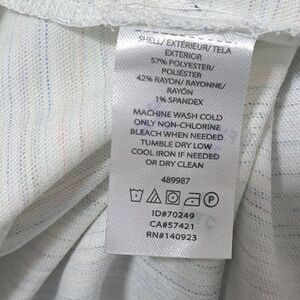 SHELL/EXTERIEUR/TELA
EXTERIOR
57% POLYESTER/
POLIÉSTER
42% RAYON/RAYONNE/
RAYÓN
1% SPANDEX
MACHINE WASH COLD
ONLY NON-CHLORINE
BLEACH WHEN NEEDED
TUMBLE DRY LOW
COOL IRON IF NEEDED
OR DRY CLEAN
489987
ID#70249
CA#57421
RN#140923